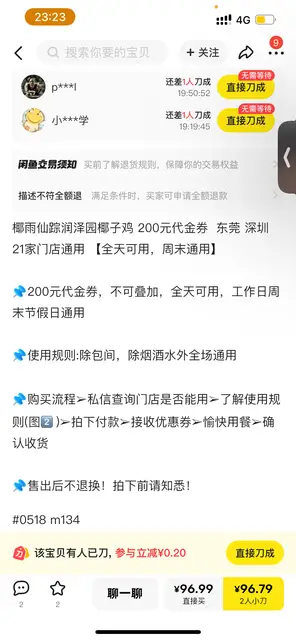 23:23
4G
搜索你要的宝贝
+ 关注
9
p***l
还差1人刀成
19:50:52
无需等待
直接刀成
小***学
还差1人刀成
19:19:45
无需等待
直接刀成
闲鱼交易须知 买前了解退货规则，保障你的交易权益
描述不符全额退 满足条件时，买家可申请全额退款
椰雨仙踪润泽园椰子鸡 200元代金券 东莞 深圳
21家门店通用 【全天可用，周末通用】
📌200元代金券，不可叠加，全天可用，工作日周
末节假日通用
📌使用规则:除包间，除烟酒水外全场通用
📌购买流程➢私信查询门店是否能用➢了解使用规
则(图2️⃣)➢拍下付款➢接收优惠券➢愉快用餐➢确
认收货
📌售出后不退换！拍下前请知悉！
#0518 m134
该宝贝有人已刀, 参与立减¥0.20
直接刀成
2
2
聊一聊
¥96.99
直接买
¥96.79
2人小刀